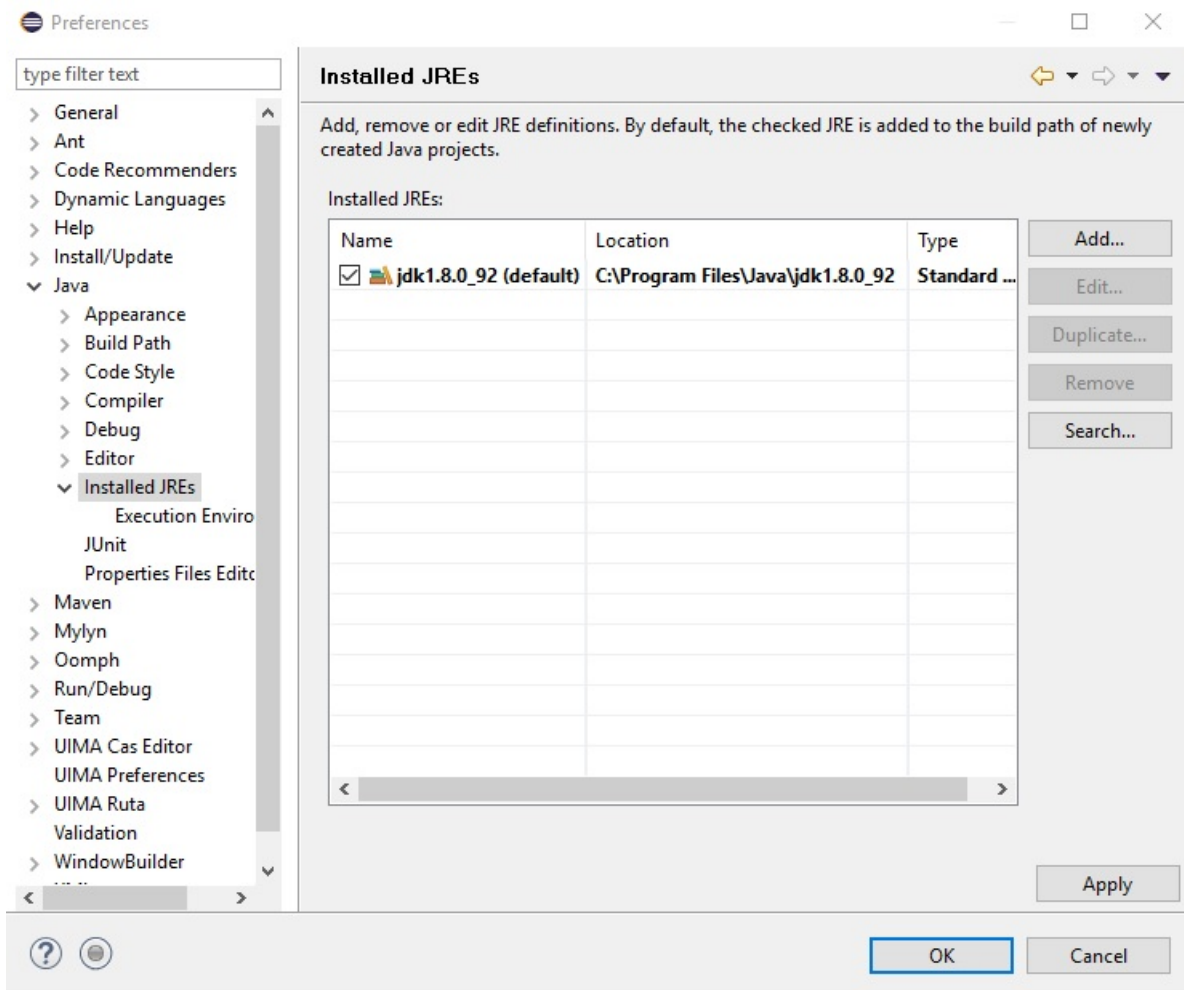 Preferences
type filter text
General
Ant
Code Recommenders
Dynamic Languages
Help
Install/Update
Java
Appearance
Build Path
Code Style
Compiler
Debug
Editor
Installed JREs
Execution Enviro
JUnit
Properties Files Edito
Maven
Mylyn
Oomph
Run/Debug
Team
UIMA Cas Editor
UIMA Preferences
UIMA Ruta
Validation
WindowBuilder
Installed JREs
Add, remove or edit JRE definitions. By default, the checked JRE is added to the build path of newly
created Java projects.
Installed JREs:
Name Location Type
jdk1.8.0_92 (default) C:\Program Files\Java\jdk1.8.0_92 Standard ...
Add...
Edit...
Duplicate...
Remove
Search...
Apply
OK Cancel